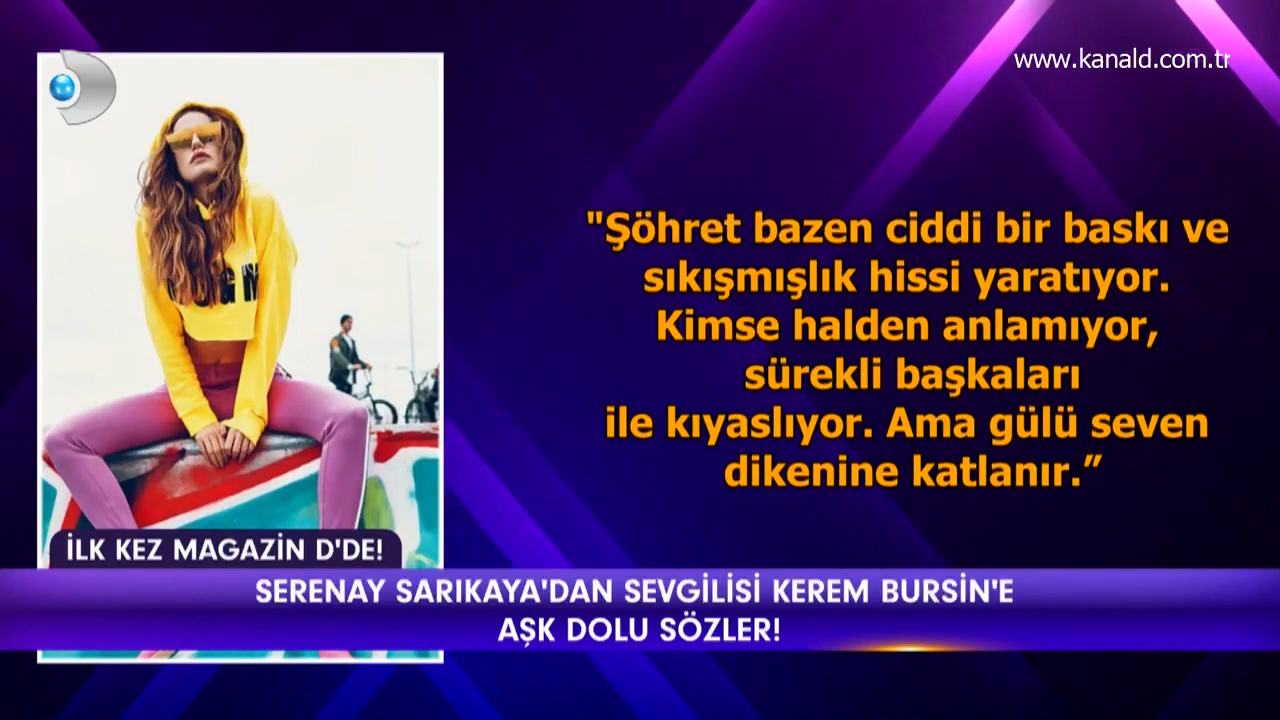 www.kanald.com.tr
"Şöhret bazen ciddi bir baskı ve
sıkışmışlık hissi yaratıyor.
Kimse halden anlamıyor,
sürekli başkaları
ile kıyaslıyor. Ama gülü seven
dikenine katlanır.”
İLK KEZ MAGAZİN D'DE!
SERENAY SARIKAYA'DAN SEVGİLİSİ KEREM BURSİN'E
AŞK DOLU SÖZLER!